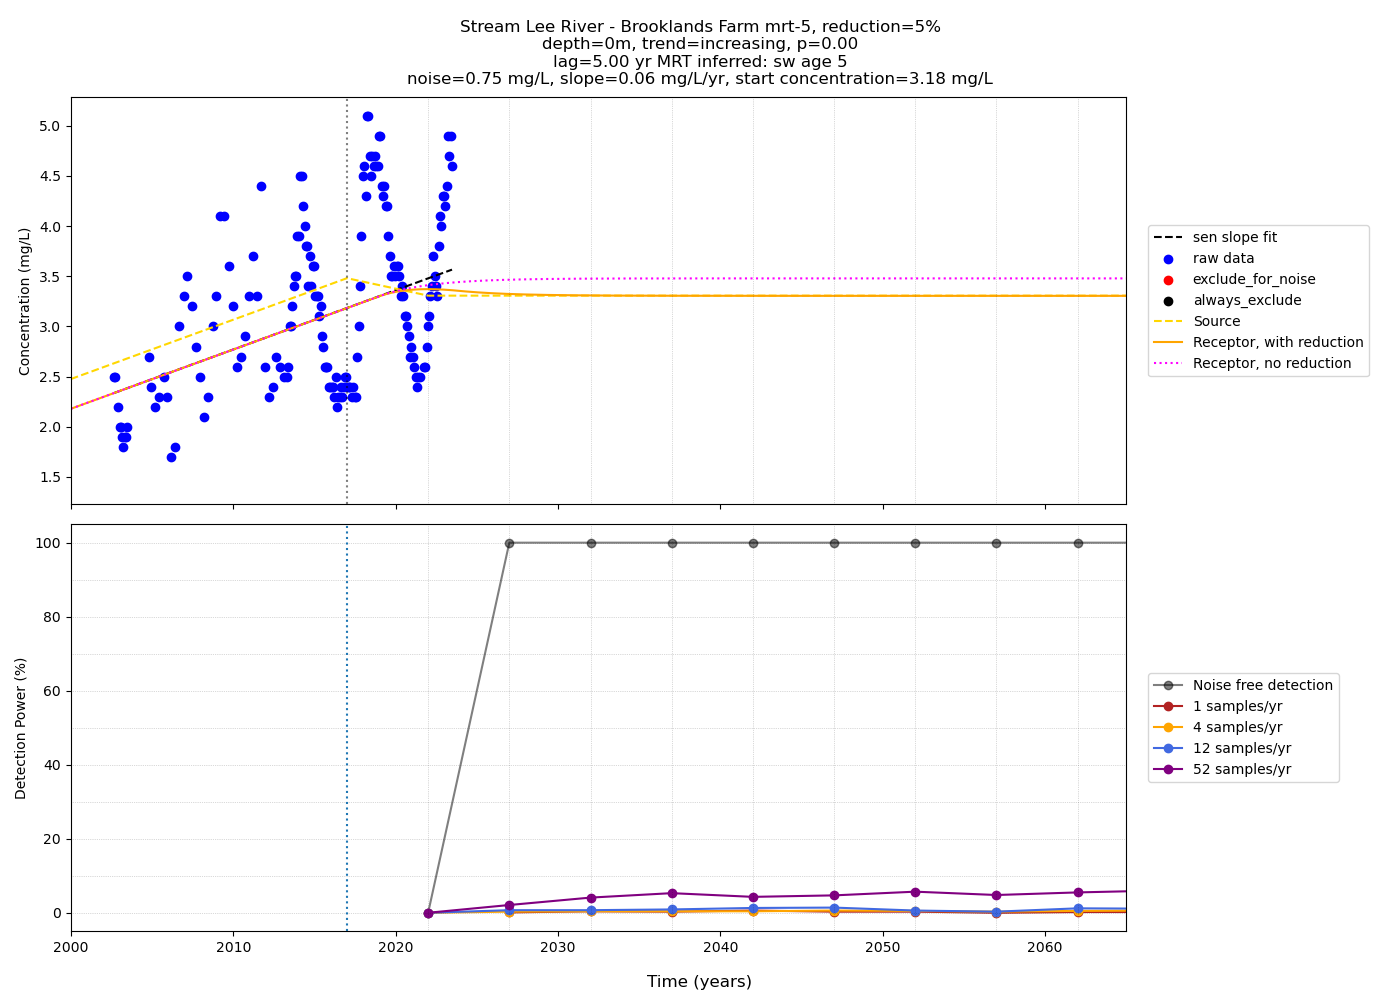 Stream Lee River - Brooklands Farm mrt-5, reduction=5%
depth=0m, trend=increasing, p=0.00
lag=5.00 yr MRT inferred: sw age 5
noise=0.75 mg/L, slope=0.06 mg/L/yr, start concentration=3.18 mg/L
Concentration (mg/L)
5.0
4.5
4.0
3.5
3.0
2.5
2.0
1.5
sen slope fit
raw data
exclude_for_noise
always_exclude
Source
Receptor, with reduction
Receptor, no reduction
Detection Power (%)
100
80
60
40
20
0
Noise free detection
1 samples/yr
4 samples/yr
12 samples/yr
52 samples/yr
2000 2010 2020 2030 2040 2050 2060
Time (years)